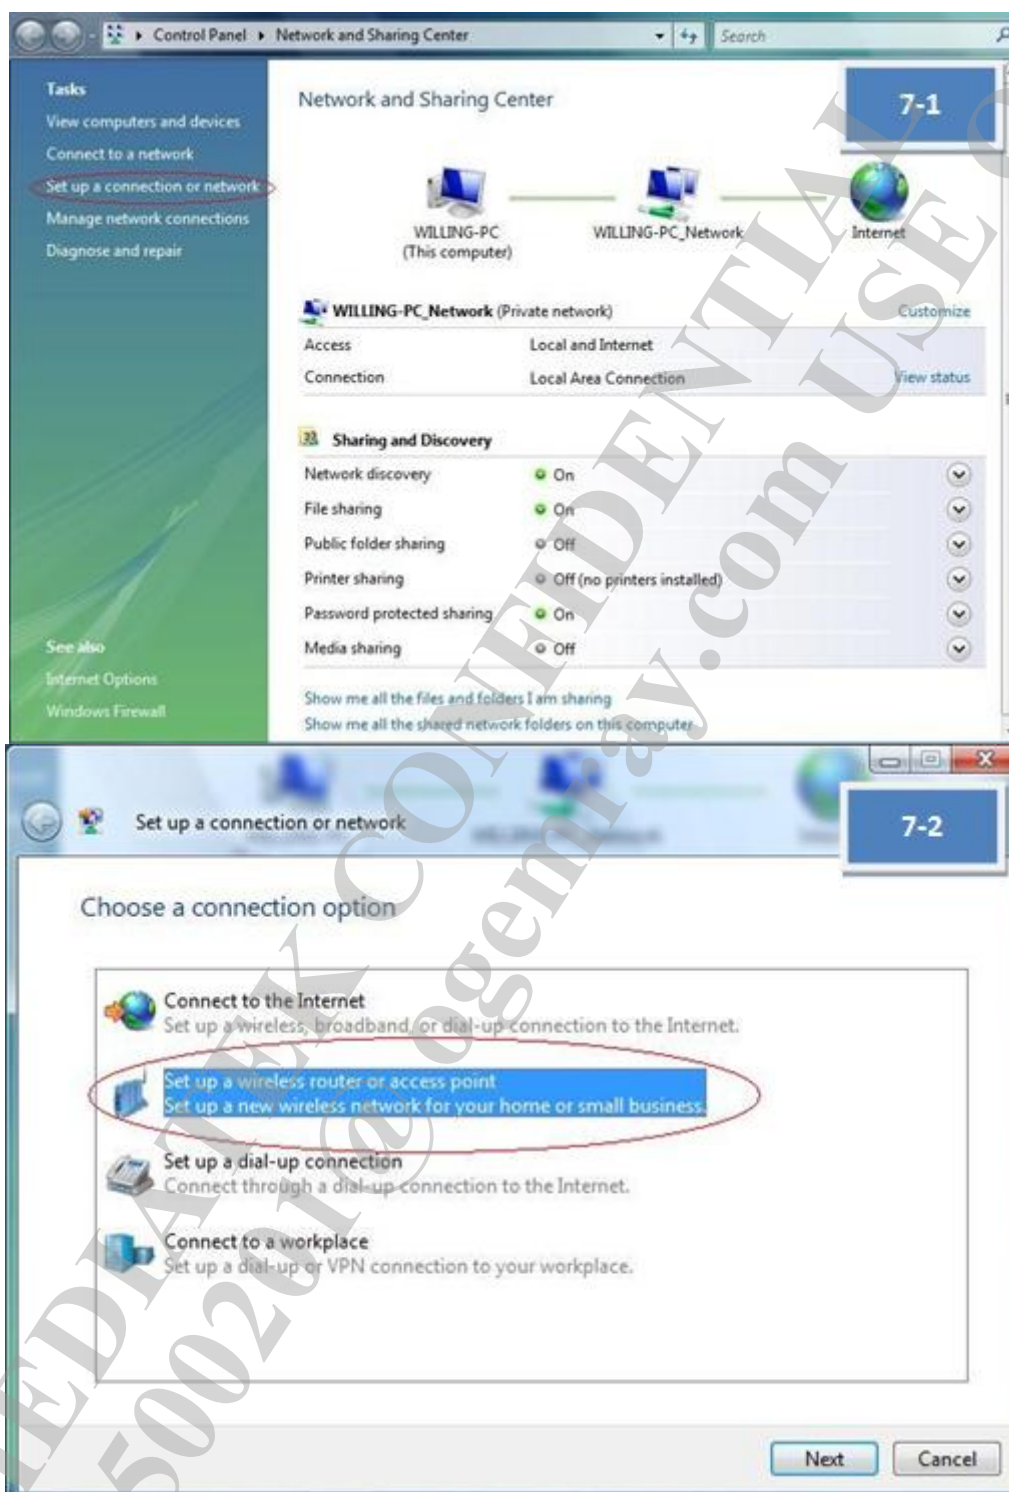 Control Panel ▸ Network and Sharing Center
Search
7-1
Tasks
View computers and devices
Connect to a network
Set up a connection or network
Manage network connections
Diagnose and repair
See also
Internet Options
Windows Firewall
Network and Sharing Center
WILLING-PC
(This computer)
WILLING-PC_Network
Internet
WILLING-PC_Network (Private network) Customize
Access Local and Internet
Connection Local Area Connection View status
Sharing and Discovery
Network discovery On
File sharing On
Public folder sharing Off
Printer sharing Off (no printers installed)
Password protected sharing On
Media sharing Off
Show me all the files and folders I am sharing
Show me all the shared network folders on this computer
Set up a connection or network
7-2
Choose a connection option
Connect to the Internet
Set up a wireless, broadband, or dial-up connection to the Internet.
Set up a wireless router or access point
Set up a new wireless network for your home or small business.
Set up a dial-up connection
Connect through a dial-up connection to the Internet.
Connect to a workplace
Set up a dial-up or VPN connection to your workplace.
Next
Cancel
CONFIDENTIAL
USE